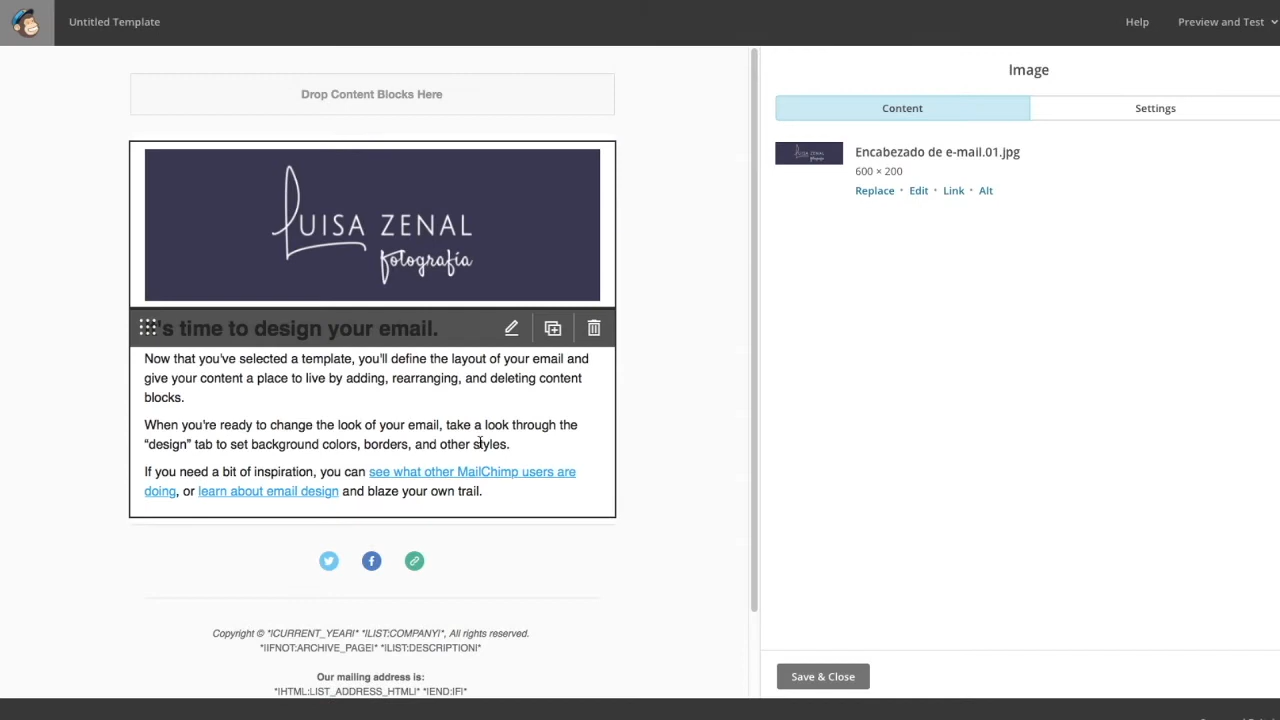 Untitled Template
Help
Preview and Test
Drop Content Blocks Here
LUISA ZENAL
fotografía
's time to design your email.
Now that you've selected a template, you'll define the layout of your email and
give your content a place to live by adding, rearranging, and deleting content
blocks.
When you're ready to change the look of your email, take a look through the
“design” tab to set background colors, borders, and other styles.
If you need a bit of inspiration, you can see what other MailChimp users are
doing, or learn about email design and blaze your own trail.
Copyright © *|CURRENT_YEAR|* *|LIST:COMPANY|*, All rights reserved.
*|IFNOT:ARCHIVE_PAGE|* *|LIST:DESCRIPTION|*
Our mailing address is:
*|HTML:LIST_ADDRESS_HTML|* *|END:IF|*
Image
Content
Settings
LUISA ZENAL
Encabezado de e-mail.01.jpg
600 × 200
Replace · Edit · Link · Alt
Save & Close